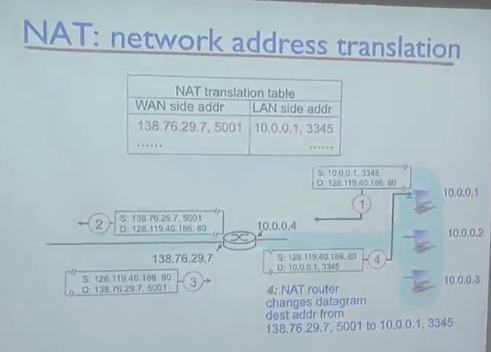 NAT: network address translation
NAT translation table
WAN side addr LAN side addr
138.76.29.7, 5001 10.0.0.1, 3345
...... ......
S: 10.0.0.1, 3345
D: 128.119.40.186, 80
1
10.0.0.1
2
S: 138.76.29.7, 5001
D: 128.119.40.186, 80
10.0.0.4
10.0.0.2
138.76.29.7
S: 128.119.40.186, 80
D: 10.0.0.1, 3345
4
S: 128.119.40.186, 80
D: 138.76.29.7, 5001
3
10.0.0.3
4: NAT router
changes datagram
dest addr from
138.76.29.7, 5001 to 10.0.0.1, 3345